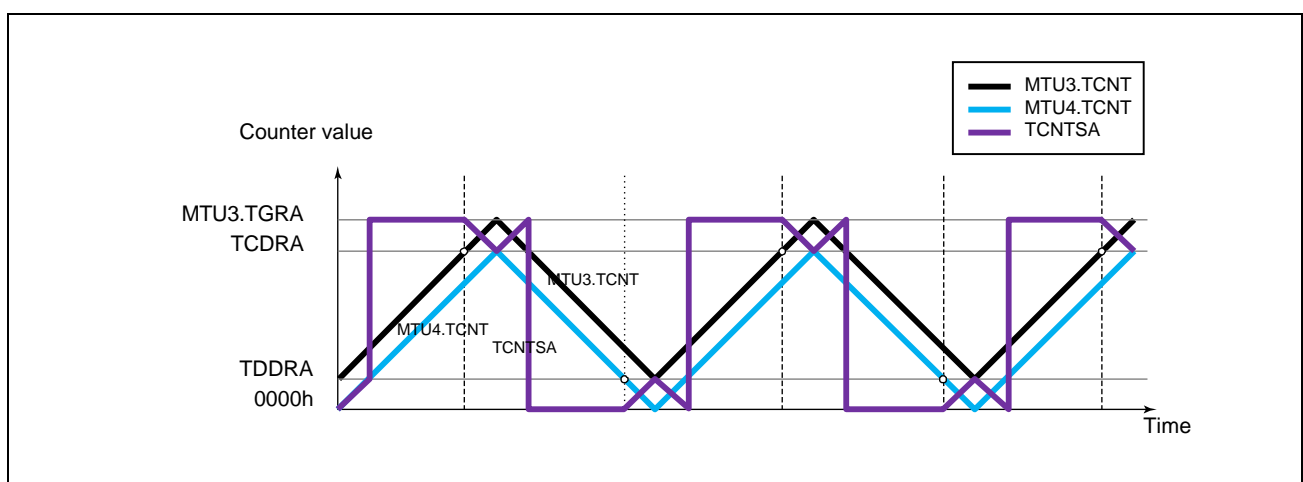 MTU3.TCNT
MTU4.TCNT
TCNTSA
Counter value
MTU3.TGRA
TCDRA
MTU3.TCNT
MTU4.TCNT
TCNTSA
TDDRA
0000h
Time